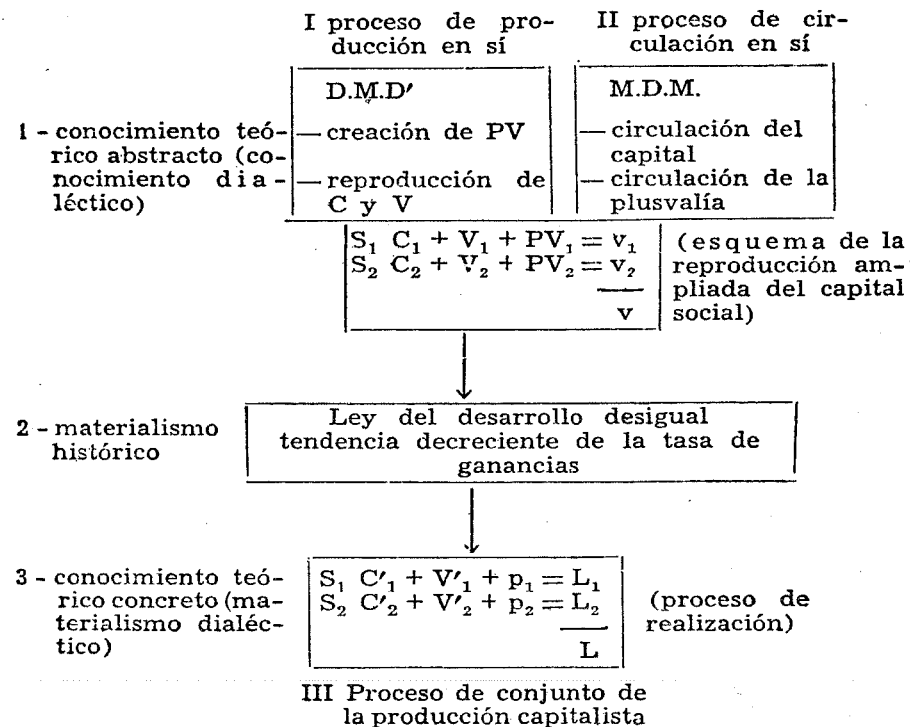 I proceso de pro-
ducción en sí
II proceso de cir-
culación en sí
1 - conocimiento teó-
rico abstracto (co-
nocimiento dia-
léctico)
D.M.D'
— creación de PV
— reproducción de
C y V
M.D.M.
— circulación del
capital
— circulación de la
plusvalía
S₁ C₁ + V₁ + PV₁ = v₁
S₂ C₂ + V₂ + PV₂ = v₂
v
(esquema de la
reproducción am-
pliada del capital
social)
2 - materialismo
histórico
Ley del desarrollo desigual
tendencia decreciente de la tasa de
ganancias
3 - conocimiento teó-
rico concreto (ma-
terialismo dialéc-
tico)
S₁ C'₁ + V'₁ + p₁ = L₁
S₂ C'₂ + V'₂ + p₂ = L₂
L
(proceso de
realización)
III Proceso de conjunto de
la producción capitalista